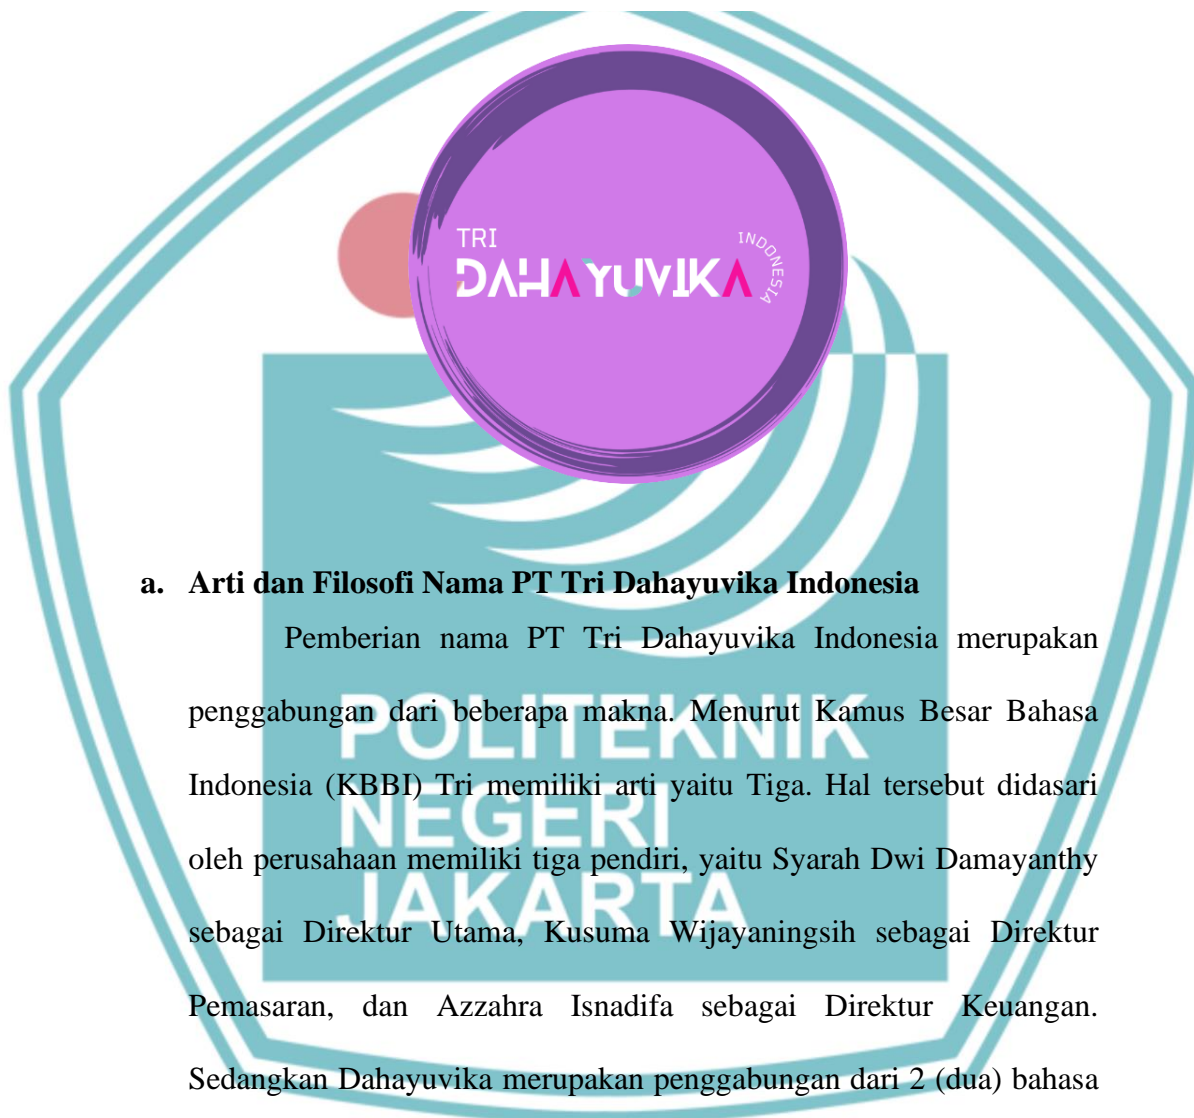 TRI
INDONESIA
DAHAYUVIKA
a. Arti dan Filosofi Nama PT Tri Dahayuvika Indonesia
Pemberian nama PT Tri Dahayuvika Indonesia merupakan
penggabungan dari beberapa makna. Menurut Kamus Besar Bahasa
Indonesia (KBBI) Tri memiliki arti yaitu Tiga. Hal tersebut didasari
oleh perusahaan memiliki tiga pendiri, yaitu Syarah Dwi Damayanthy
sebagai Direktur Utama, Kusuma Wijayaningsih sebagai Direktur
Pemasaran, dan Azzahra Isnadifa sebagai Direktur Keuangan.
Sedangkan Dahayuvika merupakan penggabungan dari 2 (dua) bahasa
POLITEKNIK
NEGERI
JAKARTA